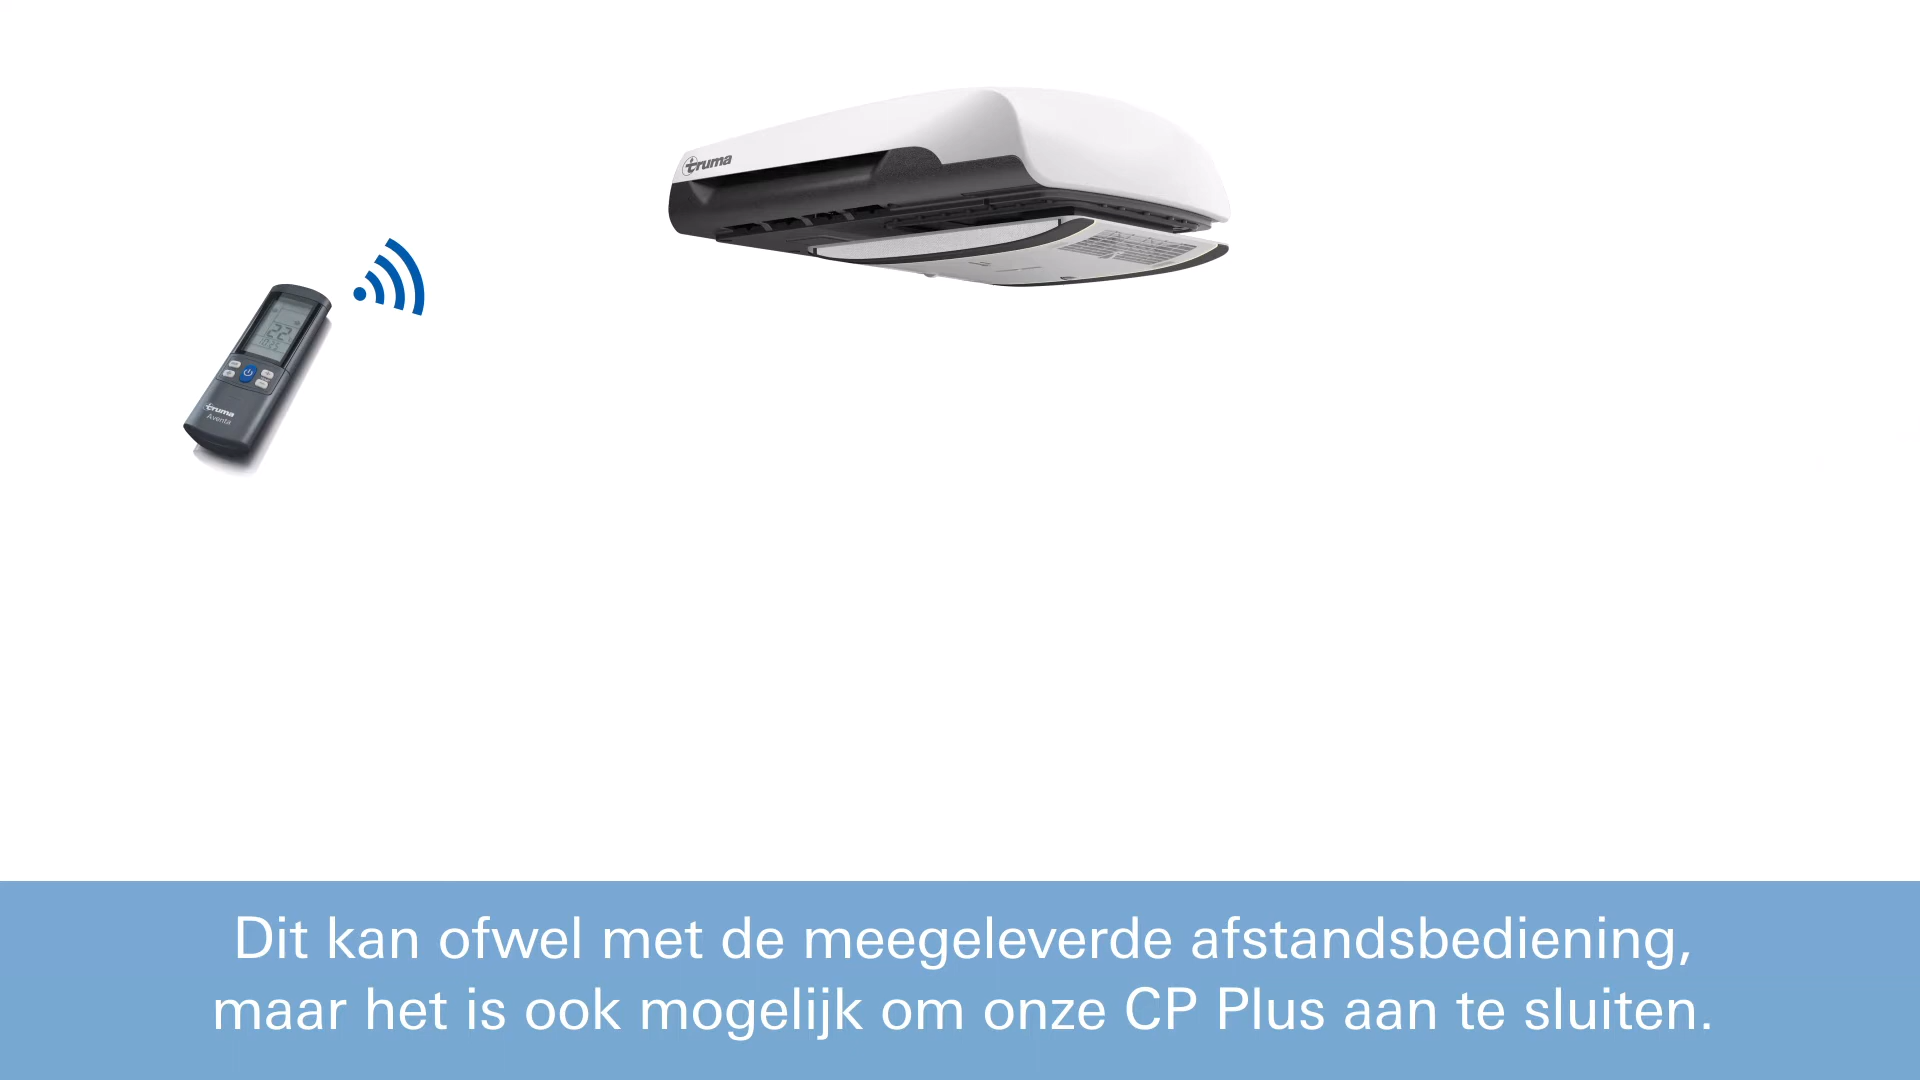 truma
22
truma
Aventa
Dit kan ofwel met de meegeleverde afstandsbediening,
maar het is ook mogelijk om onze CP Plus aan te sluiten.